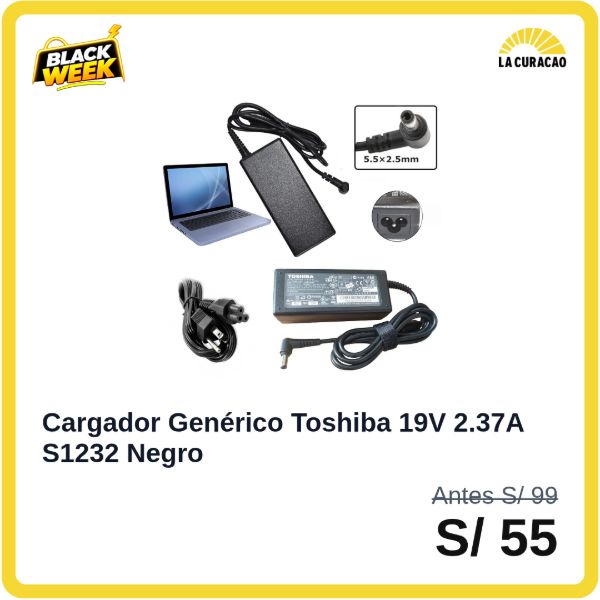 BLACK
WEEK
LA CURACAO
5.5×2.5mm
TOSHIBA
Cargador Genérico Toshiba 19V 2.37A
S1232 Negro
Antes S/ 99
S/ 55